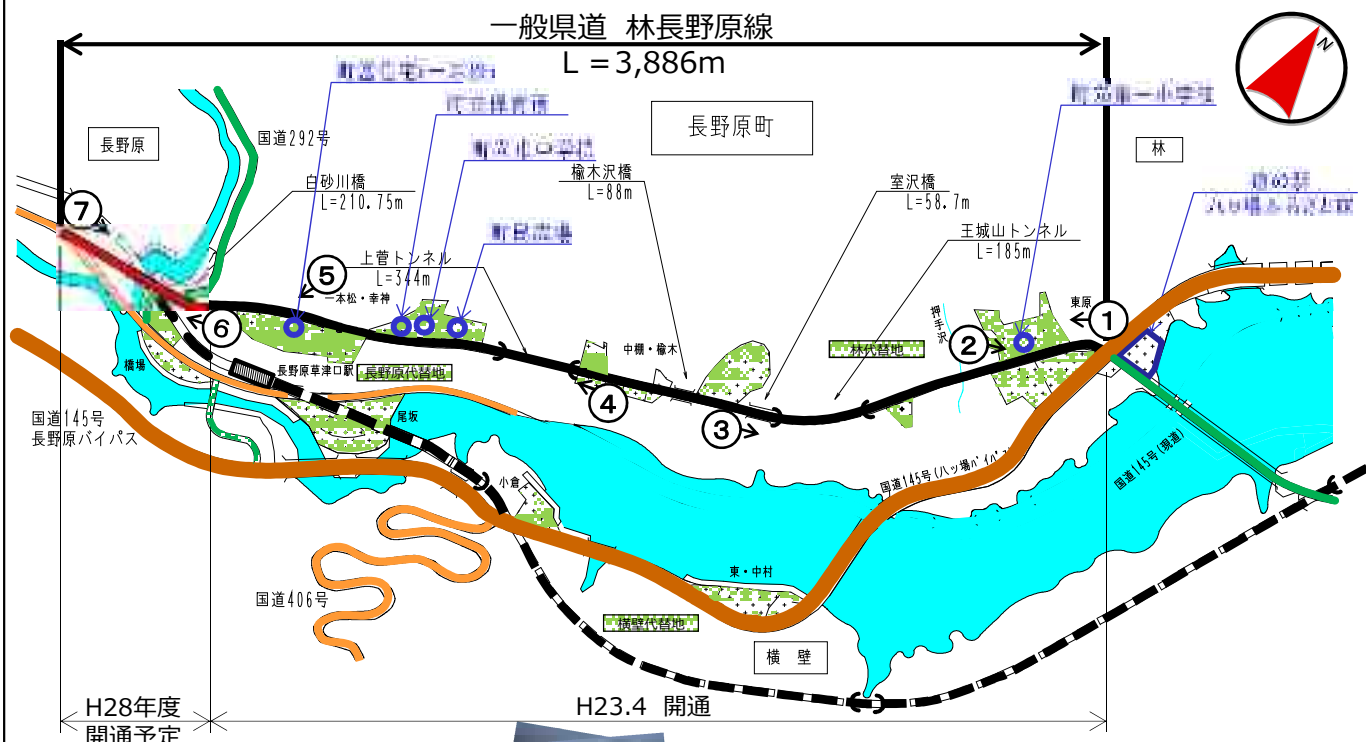 一般県道 林長野原線
L =3,886m
N
長野原町
長野原
国道292号
林
白砂川橋
L=210.75m
楡木沢橋
L=88m
室沢橋
L=58.7m
王城山トンネル
L=185m
上菅トンネル
L=344m
一本松・幸神
⑦
⑤
⑥
④
③
②
①
押手沢
東原
中棚・楡木
林代替地
橋場
長野原草津口駅
長野原代替地
尾坂
国道145号
長野原バイパス
小倉
国道145号(八ッ場バイパス
国道145号(現道)
国道406号
東・中村
横壁代替地
横 壁
H28年度
開通予定
H23.4 開通